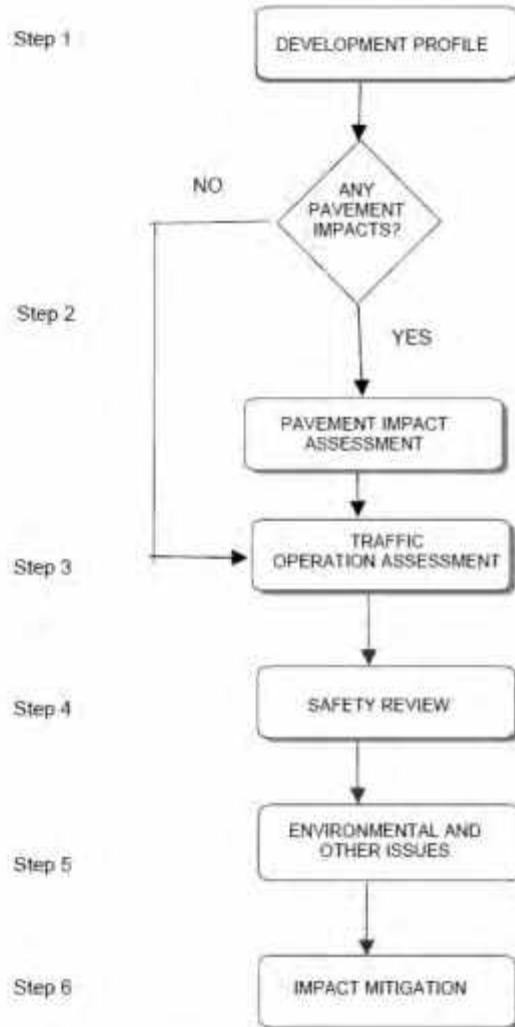 Step 1
DEVELOPMENT PROFILE
NO
ANY
PAVEMENT
IMPACTS?
Step 2
YES
PAVEMENT IMPACT
ASSESSMENT
TRAFFIC
OPERATION ASSESSMENT
Step 3
Step 4
SAFETY REVIEW
ENVIRONMENTAL AND
OTHER ISSUES
Step 5
Step 6
IMPACT MITIGATION